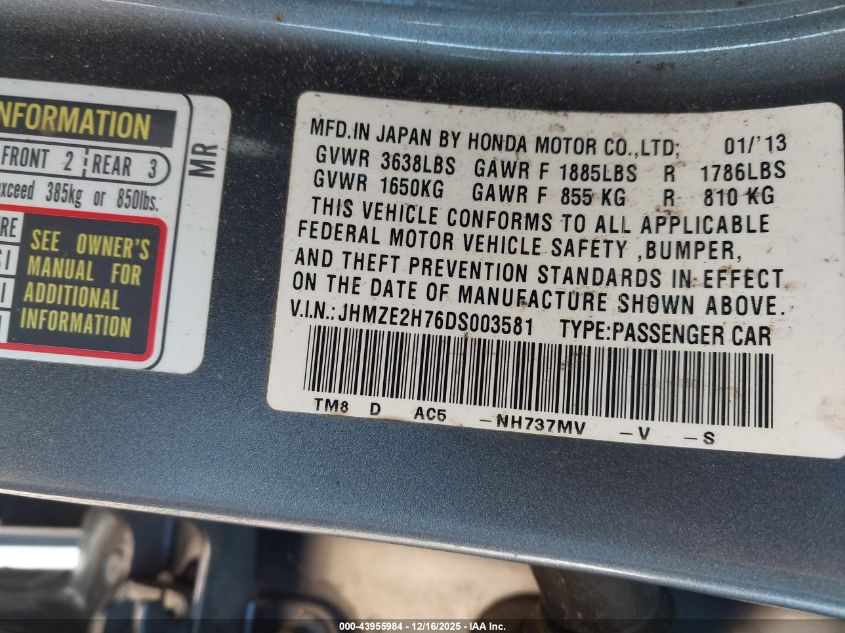 NFORMATION
FRONT 2 REAR 3
exceed 385kg or 850lbs.
SEE OWNER'S
MANUAL FOR
ADDITIONAL
INFORMATION
MR
MFD.IN JAPAN BY HONDA MOTOR CO.,LTD; 01/'13
GVWR 3638LBS GAWR F 1885LBS R 1786LBS
GVWR 1650KG GAWR F 855 KG R 810 KG
THIS VEHICLE CONFORMS TO ALL APPLICABLE
FEDERAL MOTOR VEHICLE SAFETY ,BUMPER,
AND THEFT PREVENTION STANDARDS IN EFFECT
ON THE DATE OF MANUFACTURE SHOWN ABOVE.
V.I.N.: JHMZE2H76DS003581 TYPE:PASSENGER CAR
TM8 D AC5 -NH737MV -V -S
000-43955984 - 12/16/2025 - IAA Inc.